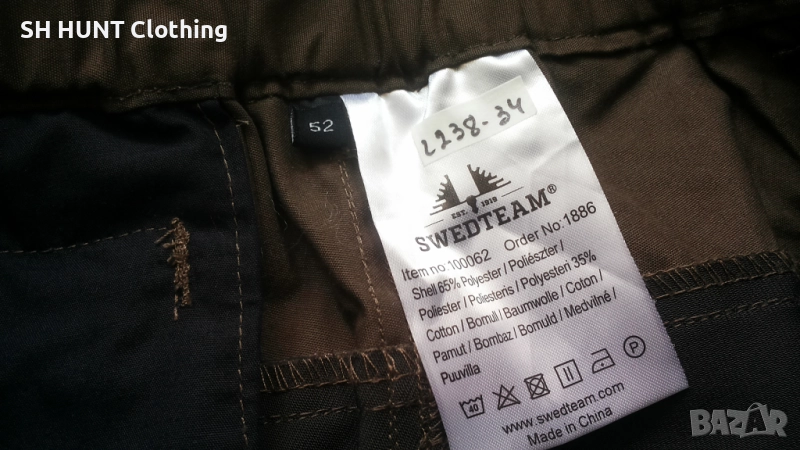 SH HUNT Clothing
52
2238-34
EST. 1919
SWEDTEAM®
Item no:100062 Order No:1886
Shell 65% Polyester / Poliészter /
Poliester / Poliesteris / Polyesteri 35%
Cotton / Bomull / Baumwolle / Coton /
Pamut / Bombaz / Bomuld / Medvilné /
Puuvilla
40
P
www.swedteam.com
Made in China
BAZAR